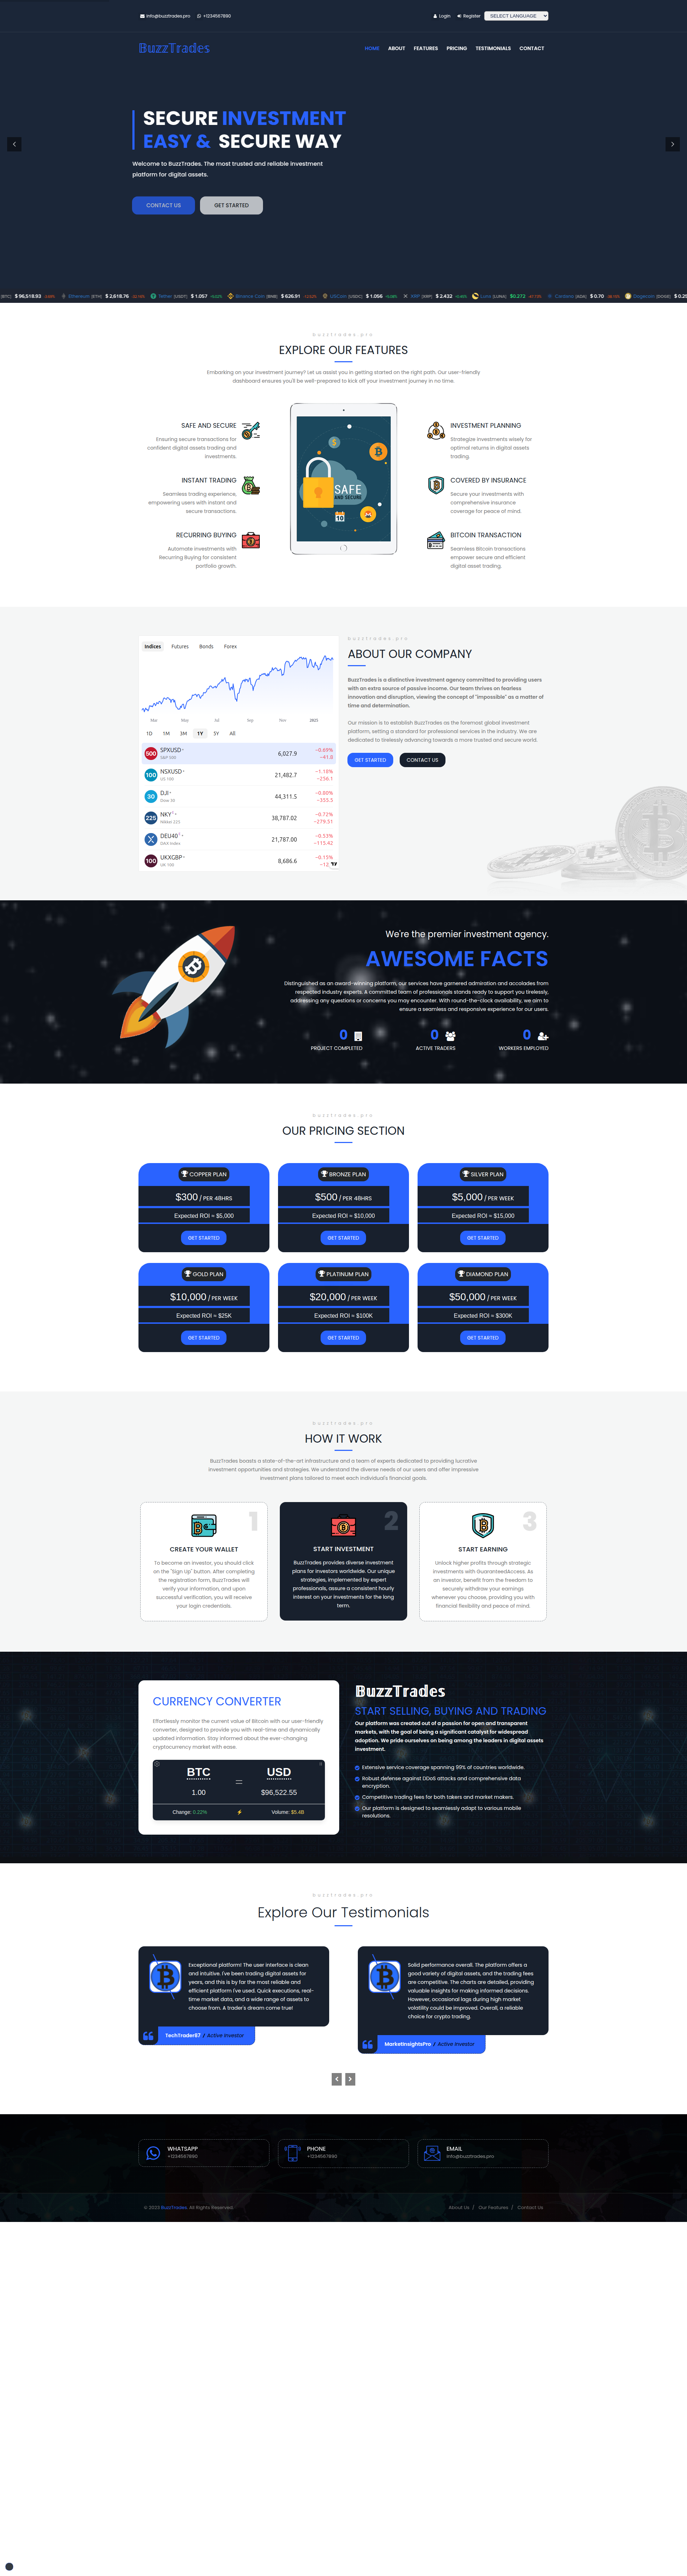 info@buzztrades.pro +1234567890 Login Register SELECT LANGUAGE
BuzzTrades HOME ABOUT FEATURES PRICING TESTIMONIALS CONTACT
SECURE INVESTMENT
EASY & SECURE WAY
Welcome to BuzzTrades. The most trusted and reliable investment
platform for digital assets.
CONTACT US GET STARTED
[BTC] $ 96,518.93 Ethereum [ETH] $ 2,618.76 Tether [USDT] $ 1.057 Binance Coin [BNB] $ 626.91 USCoin [USDC] $ 1.056 XRP [XRP] $ 2.432 Luna [LUNA] $0.272 Cardano [ADA] $ 0.70 Dogecoin [DOGE] $ 0.25
buzztrades.pro
EXPLORE OUR FEATURES
Embarking on your investment journey? Let us assist you in getting started on the right path. Our user-friendly
dashboard ensures you'll be well-prepared to kick off your investment journey in no time.
SAFE AND SECURE
Ensuring secure transactions for
confident digital assets trading and
investments.
INSTANT TRADING
Seamless trading experience,
empowering users with instant and
secure transactions.
RECURRING BUYING
Automate investments with
Recurring Buying for consistent
portfolio growth.
SAFE
AND SECURE
10
INVESTMENT PLANNING
Strategize investments wisely for
optimal returns in digital assets
trading.
COVERED BY INSURANCE
Secure your investments with
comprehensive insurance
coverage for peace of mind.
BITCOIN TRANSACTION
Seamless Bitcoin transactions
empower secure and efficient
digital asset trading.
Indices Futures Bonds Forex
Mar May Jul Sep Nov 2025
1D 1M 3M 1Y 5Y All
500 SPXUSD 6,027.9 −0.69%
S&P 500 −41.8
100 NSXUSD 21,482.7 −1.18%
US 100 −256.1
30 DJI 44,311.5 −0.80%
Dow 30 −355.5
225 NKY 38,787.02 −0.72%
Nikkei 225 −279.51
DEU40 21,787.00 −0.53%
DAX Index −115.42
100 UKXGBP 8,686.6 −0.15%
UK 100
buzztrades.pro
ABOUT OUR COMPANY
BuzzTrades is a distinctive investment agency committed to providing users
with an extra source of passive income. Our team thrives on fearless
innovation and disruption, viewing the concept of "impossible" as a matter of
time and determination.
Our mission is to establish BuzzTrades as the foremost global investment
platform, setting a standard for professional services in the industry. We are
dedicated to tirelessly advancing towards a more trusted and secure world.
GET STARTED CONTACT US
We're the premier investment agency.
AWESOME FACTS
Distinguished as an award-winning platform, our services have garnered admiration and accolades from
respected industry experts. A committed team of professionals stands ready to support you tirelessly,
addressing any questions or concerns you may encounter. With round-the-clock availability, we aim to
ensure a seamless and responsive experience for our users.
0 0 0
PROJECT COMPLETED ACTIVE TRADERS WORKERS EMPLOYED
buzztrades.pro
OUR PRICING SECTION
COPPER PLAN
$300 / PER 48HRS
Expected ROI = $5,000
GET STARTED
BRONZE PLAN
$500 / PER 48HRS
Expected ROI = $10,000
GET STARTED
SILVER PLAN
$5,000 / PER WEEK
Expected ROI = $15,000
GET STARTED
GOLD PLAN
$10,000 / PER WEEK
Expected ROI = $25K
GET STARTED
PLATINUM PLAN
$20,000 / PER WEEK
Expected ROI = $100K
GET STARTED
DIAMOND PLAN
$50,000 / PER WEEK
Expected ROI = $300K
GET STARTED
buzztrades.pro
HOW IT WORK
BuzzTrades boasts a state-of-the-art infrastructure and a team of experts dedicated to providing lucrative
investment opportunities and strategies. We understand the diverse needs of our users and offer impressive
investment plans tailored to meet each individual's financial goals.
1
CREATE YOUR WALLET
To become an investor, you should click
on the "Sign Up" button. After completing
the registration form, BuzzTrades will
verify your information, and upon
successful verification, you will receive
your login credentials.
2
START INVESTMENT
BuzzTrades provides diverse investment
plans for investors worldwide. Our unique
strategies, implemented by expert
professionals, assure a consistent hourly
interest on your investments for the long
term.
3
START EARNING
Unlock higher profits through strategic
investments with GuaranteedAccess. As
an investor, benefit from the freedom to
securely withdraw your earnings
whenever you choose, providing you with
financial flexibility and peace of mind.
CURRENCY CONVERTER
Effortlessly monitor the current value of Bitcoin with our user-friendly
converter, designed to provide you with real-time and dynamically
updated information. Stay informed about the ever-changing
cryptocurrency market with ease.
BTC = USD
1.00 $96,522.55
Change: 0.22% Volume: $5.4B
BuzzTrades
START SELLING, BUYING AND TRADING
Our platform was created out of a passion for open and transparent
markets, with the goal of being a significant catalyst for widespread
adoption. We pride ourselves on being among the leaders in digital assets
investment.
Extensive service coverage spanning 99% of countries worldwide.
Robust defense against DDoS attacks and comprehensive data
encryption.
Competitive trading fees for both takers and market makers.
Our platform is designed to seamlessly adapt to various mobile
resolutions.
buzztrades.pro
Explore Our Testimonials
Exceptional platform! The user interface is clean
and intuitive. I've been trading digital assets for
years, and this is by far the most reliable and
efficient platform I've used. Quick executions, real-
time market data, and a wide range of assets to
choose from. A trader's dream come true!
TechTrader87 / Active Investor
Solid performance overall. The platform offers a
good variety of digital assets, and the trading fees
are competitive. The charts are detailed, providing
valuable insights for making informed decisions.
However, occasional lags during high market
volatility could be improved. Overall, a reliable
choice for crypto trading.
MarketInsightsPro / Active Investor
WHATSAPP
+1234567890
PHONE
+1234567890
EMAIL
info@buzztrades.pro
© 2023 BuzzTrades. All Rights Reserved. About Us / Our Features / Contact Us